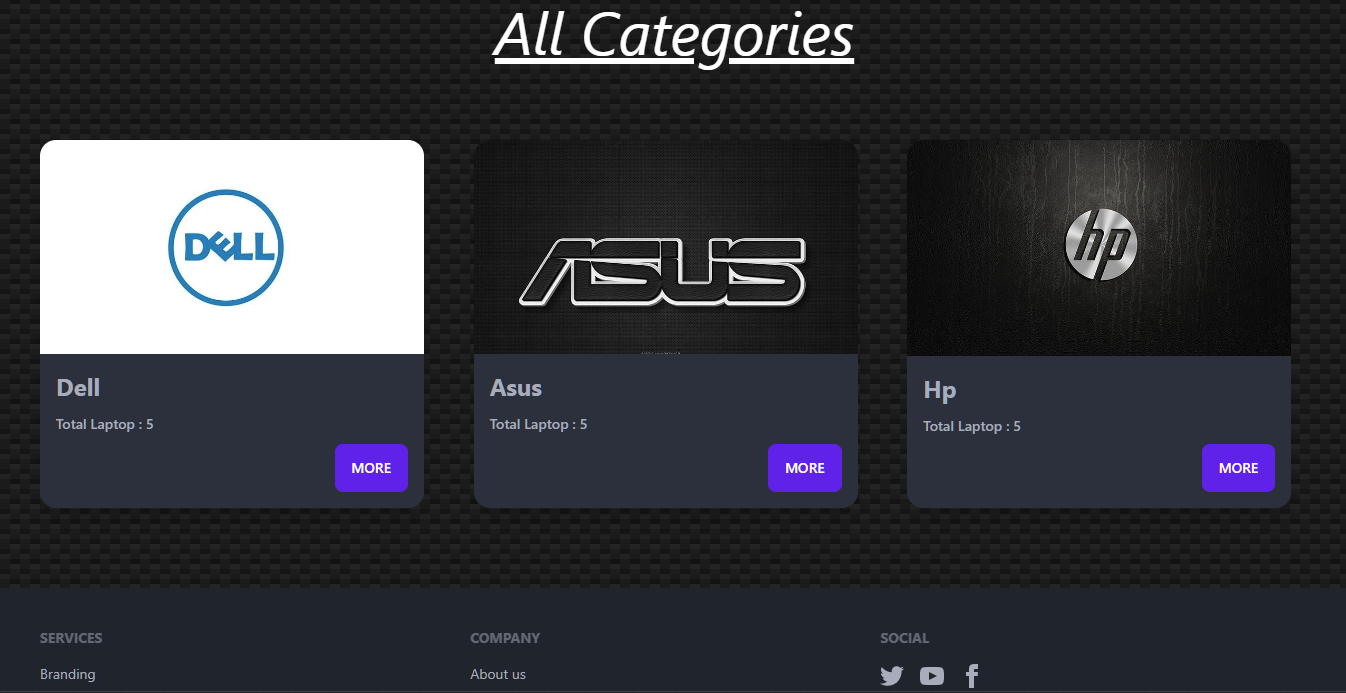 All Categories
DELL
ASUS
hp
Dell
Asus
Hp
Total Laptop : 5
Total Laptop : 5
Total Laptop : 5
MORE
MORE
MORE
SERVICES
COMPANY
SOCIAL
Branding
About us